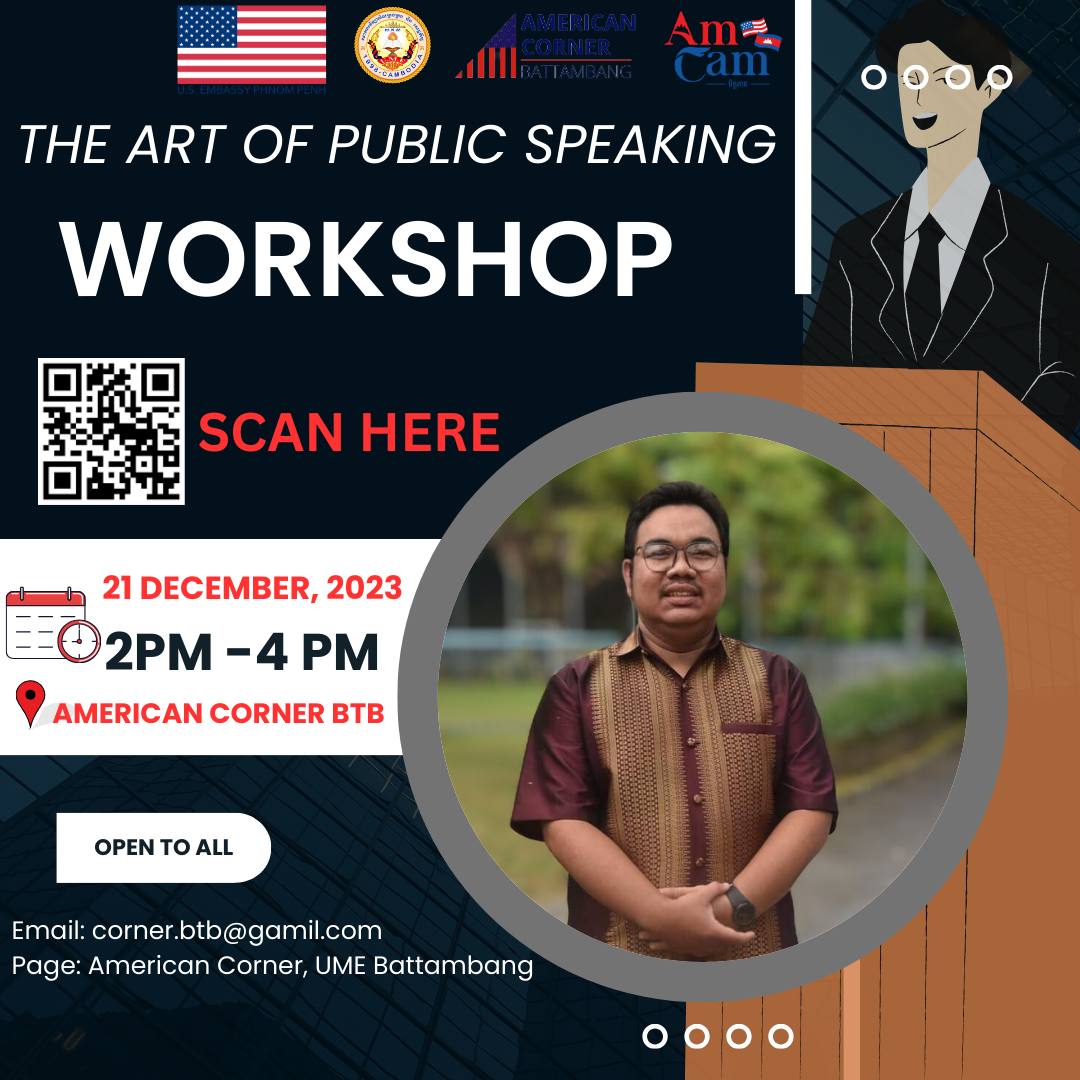 U.S. EMBASSY PHNOM PENH
1998-CAMBODIA
AMERICAN
CORNER
BATTAMBANG
Am
Cam
THE ART OF PUBLIC SPEAKING
WORKSHOP
SCAN HERE
21 DECEMBER, 2023
2PM –4 PM
AMERICAN CORNER BTB
OPEN TO ALL
Email: corner.btb@gamil.com
Page: American Corner, UME Battambang